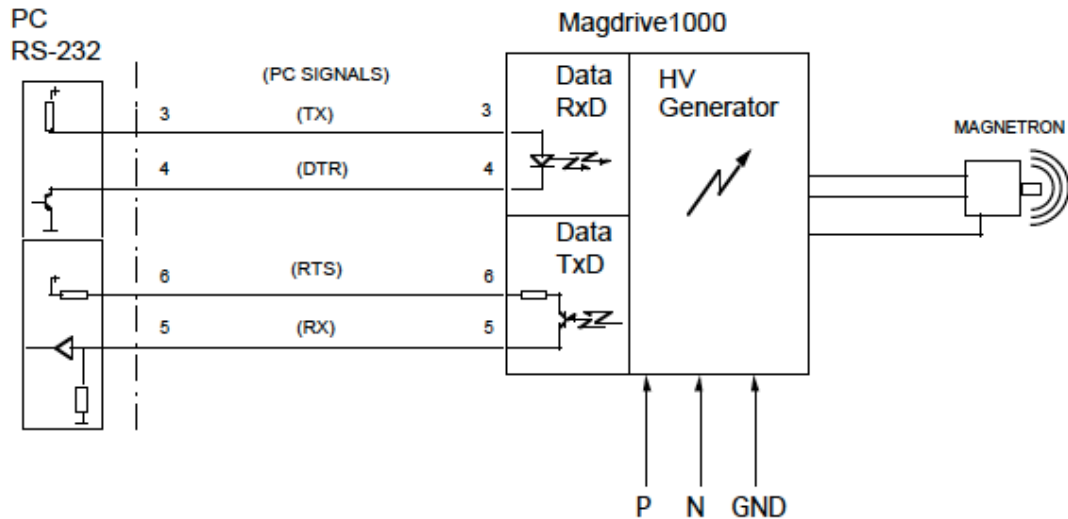 PC
RS-232
Magdrive1000
(PC SIGNALS)
Data
RxD
HV
Generator
MAGNETRON
3 (TX) 3
4 (DTR) 4
Data
TxD
6 (RTS) 6
5 (RX) 5
P N GND